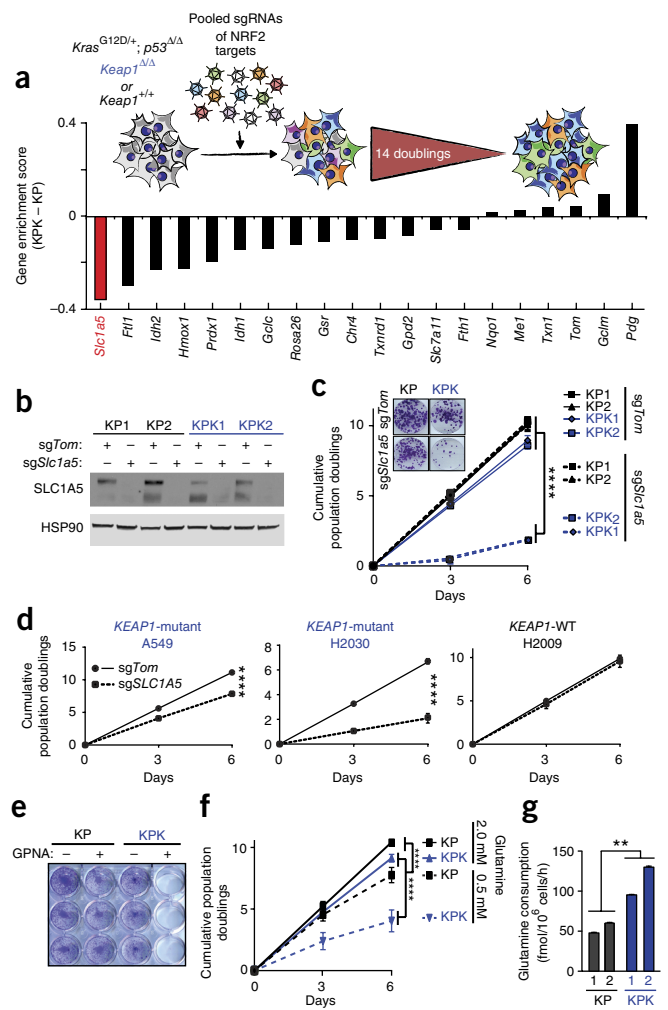 Pooled sgRNAs
of NRF2
targets
Kras^G12D/+; p53^Δ/Δ
Keap1^Δ/Δ
or
Keap1^+/+
a
14 doublings
Gene enrichment score
(KPK – KP)
0.4
0
–0.4
Slc1a5
Ftl1
Idh2
Hmox1
Prdx1
Idh1
Gclc
Rosa26
Gsr
Chr4
Txnrd1
Gpd2
Slc7a11
Fth1
Nqo1
Me1
Txn1
Tom
Gclm
Pdg
b
KP1 KP2 KPK1 KPK2
sgTom: + – + – + – + –
sgSlc1a5: – + – + – + – +
SLC1A5
HSP90
c
KP KPK
sgTom
sgSlc1a5
Cumulative
population doublings
10
5
0
0 3 6
Days
****
KP1
KP2
KPK1
KPK2
sgTom
KP1
KP2
KPK2
KPK1
sgSlc1a5
d
KEAP1-mutant
A549
Cumulative
population doublings
15
10
5
0
sgTom
sgSLC1A5
****
0 3 6
Days
KEAP1-mutant
H2030
8
6
4
2
0
****
0 3 6
Days
KEAP1-WT
H2009
10
5
0
0 3 6
Days
e
KP KPK
GPNA: – + – +
f
Cumulative population
doublings
10
5
0
0 3 6
Days
****
****
KP
KPK
2.0 mM
KP
KPK
0.5 mM
Glutamine
g
Glutamine consumption
(fmol/10^6 cells/h)
150
100
50
0
**
1 2 1 2
KP KPK